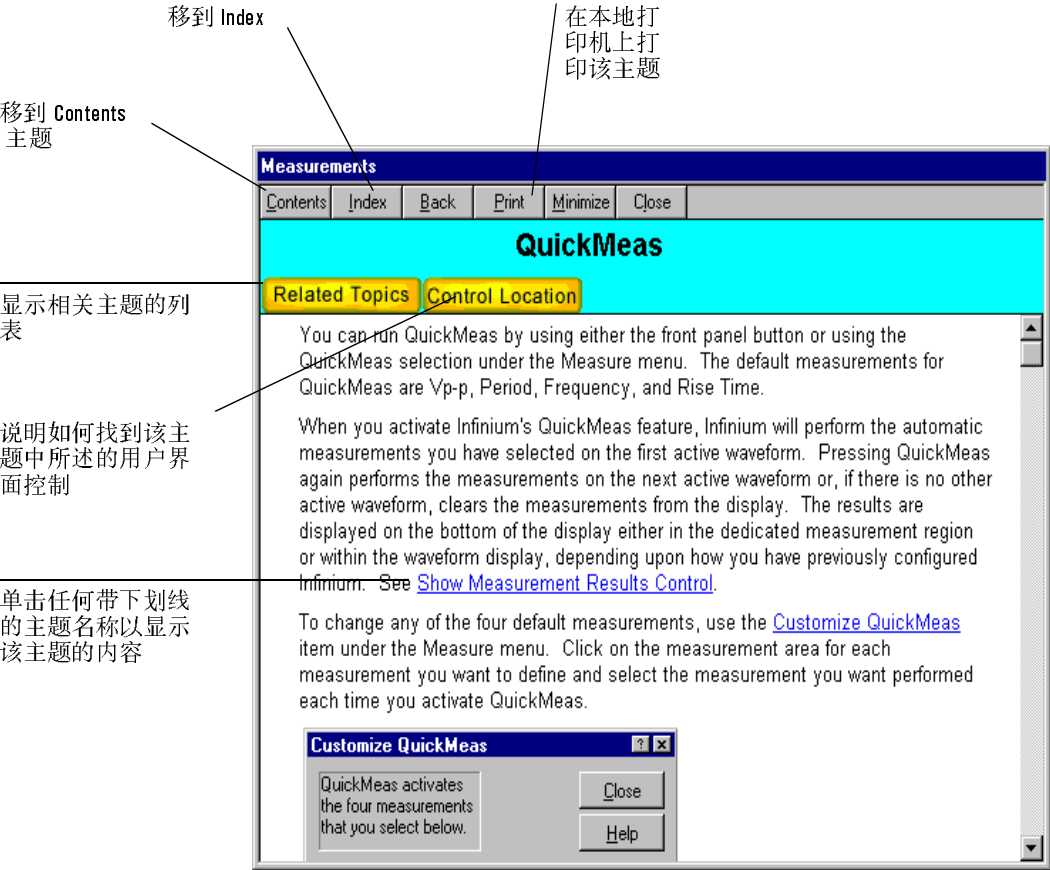 移到 Index
在本地打
印机上打
印该主题
移到 Contents
主题
Measurements
Contents Index Back Print Minimize Close
QuickMeas
Related Topics Control Location
显示相关主题的列
表
You can run QuickMeas by using either the front panel button or using the
QuickMeas selection under the Measure menu. The default measurements for
QuickMeas are Vp-p, Period, Frequency, and Rise Time.
说明如何找到该主
题中所述的用户界
面控制
When you activate Infinium's QuickMeas feature, Infinium will perform the automatic
measurements you have selected on the first active waveform. Pressing QuickMeas
again performs the measurements on the next active waveform or, if there is no other
active waveform, clears the measurements from the display. The results are
displayed on the bottom of the display either in the dedicated measurement region
or within the waveform display, depending upon how you have previously configured
Infinium. See Show Measurement Results Control.
单击任何带下划线
的主题名称以显示
该主题的内容
To change any of the four default measurements, use the Customize QuickMeas
item under the Measure menu. Click on the measurement area for each
measurement you want to define and select the measurement you want performed
each time you activate QuickMeas.
Customize QuickMeas
QuickMeas activates
the four measurements
that you select below.
Close
Help